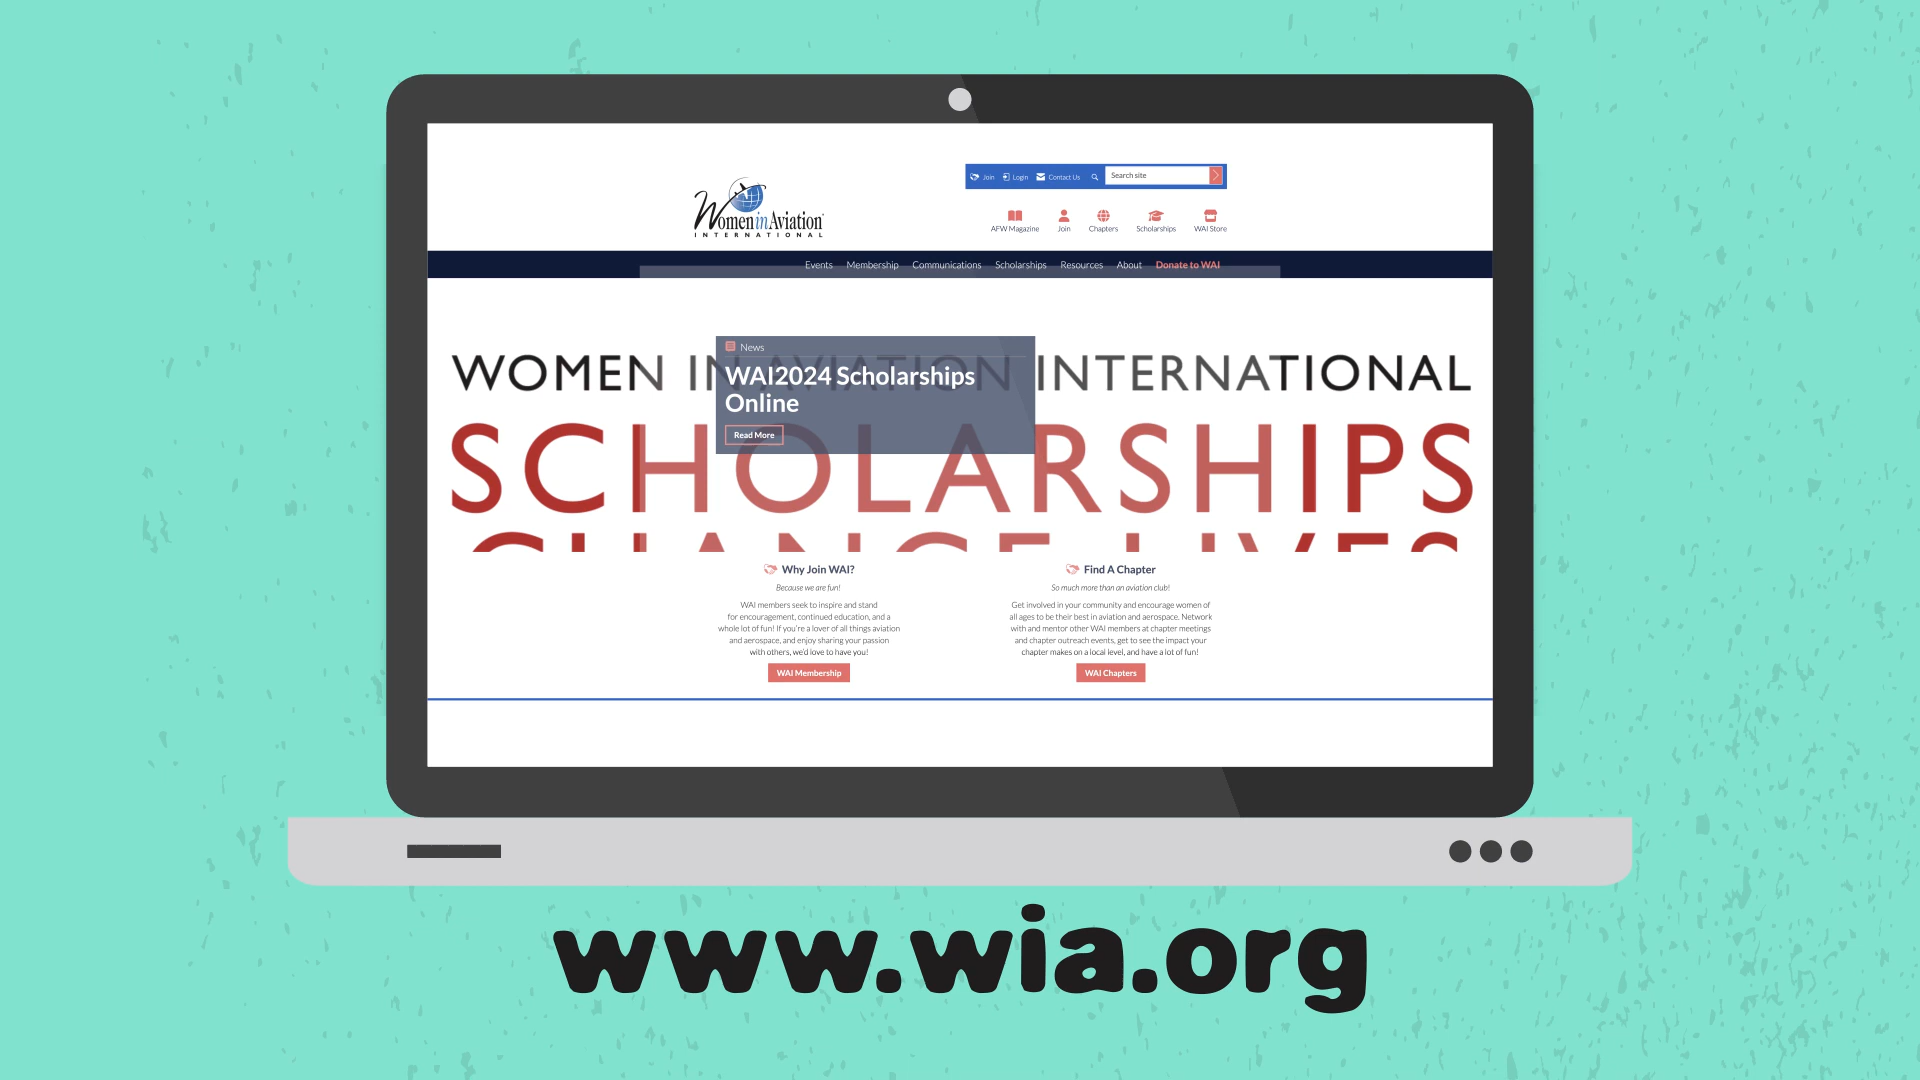 Join Login Contact Us Search site
Women in Aviation
INTERNATIONAL
AFW Magazine Join Chapters Scholarships WAI Store
Events Membership Communications Scholarships Resources About Donate to WAI
WOMEN IN AVIATION INTERNATIONAL
SCHOLARSHIPS
CHANGE LIVES
News
WAI2024 Scholarships
Online
Read More
Why Join WAI?
Because we are fun!
WAI members seek to inspire and stand
for encouragement, continued education, and a
whole lot of fun! If you're a lover of all things aviation
and aerospace, and enjoy sharing your passion
with others, we'd love to have you!
WAI Membership
Find A Chapter
So much more than an aviation club!
Get involved in your community and encourage women of
all ages to be their best in aviation and aerospace. Network
with and mentor other WAI members at chapter meetings
and chapter outreach events, get to see the impact your
chapter makes on a local level, and have a lot of fun!
WAI Chapters
www.wia.org